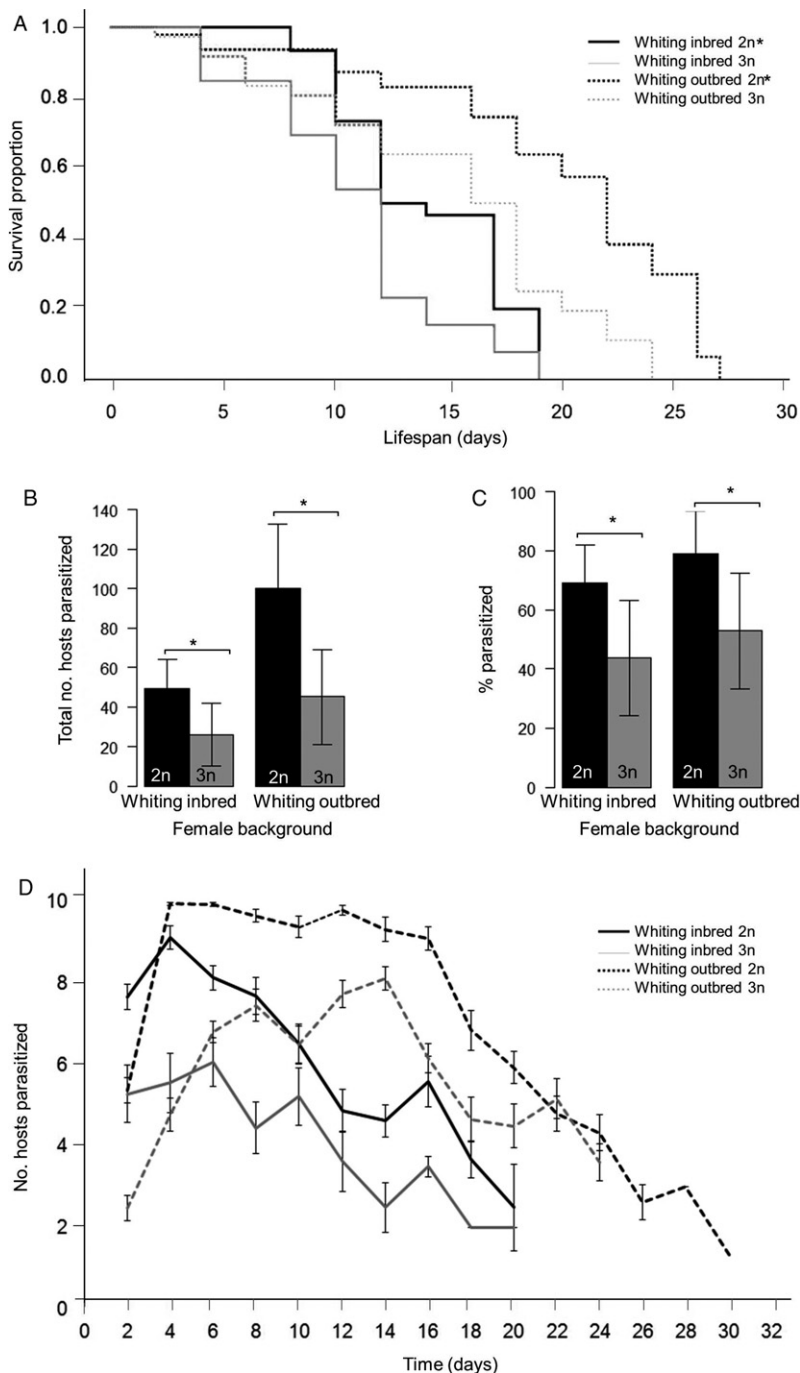 A
Survival proportion
1.0
0.8
0.6
0.4
0.2
0.0
0 5 10 15 20 25 30
Lifespan (days)
Whiting inbred 2n*
Whiting inbred 3n
Whiting outbred 2n*
Whiting outbred 3n
B
Total no. hosts parasitized
140
120
100
80
60
40
20
0
*
*
2n 3n 2n 3n
Whiting inbred Whiting outbred
Female background
C
% parasitized
100
80
60
40
20
0
*
*
2n 3n 2n 3n
Whiting inbred Whiting outbred
Female background
D
No. hosts parasitized
10
8
6
4
2
0
0 2 4 6 8 10 12 14 16 18 20 22 24 26 28 30 32
Time (days)
Whiting inbred 2n
Whiting inbred 3n
Whiting outbred 2n
Whiting outbred 3n